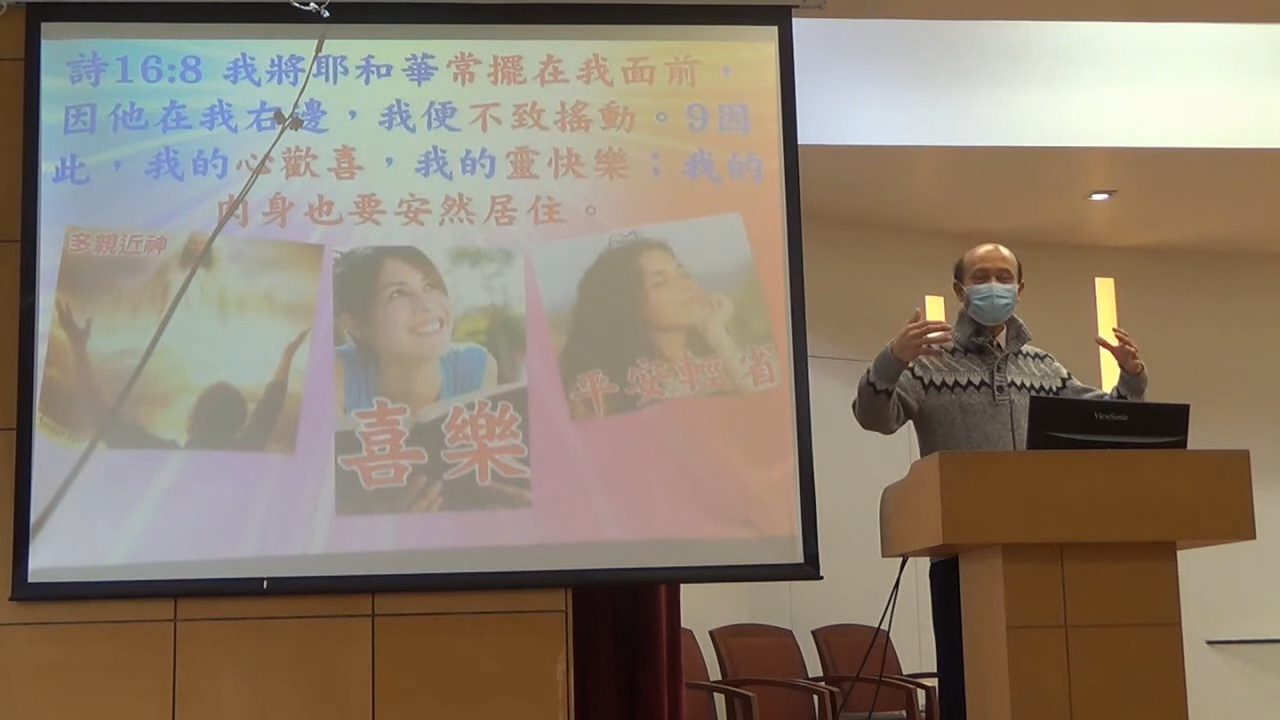 詩16:8 我將耶和華常擺在我面前，
因他在我右邊，我便不致搖動。9因
此，我的心歡喜，我的靈快樂；我的
肉身也要安然居住。
多親近神
喜樂
平安輕省
ViewSonic